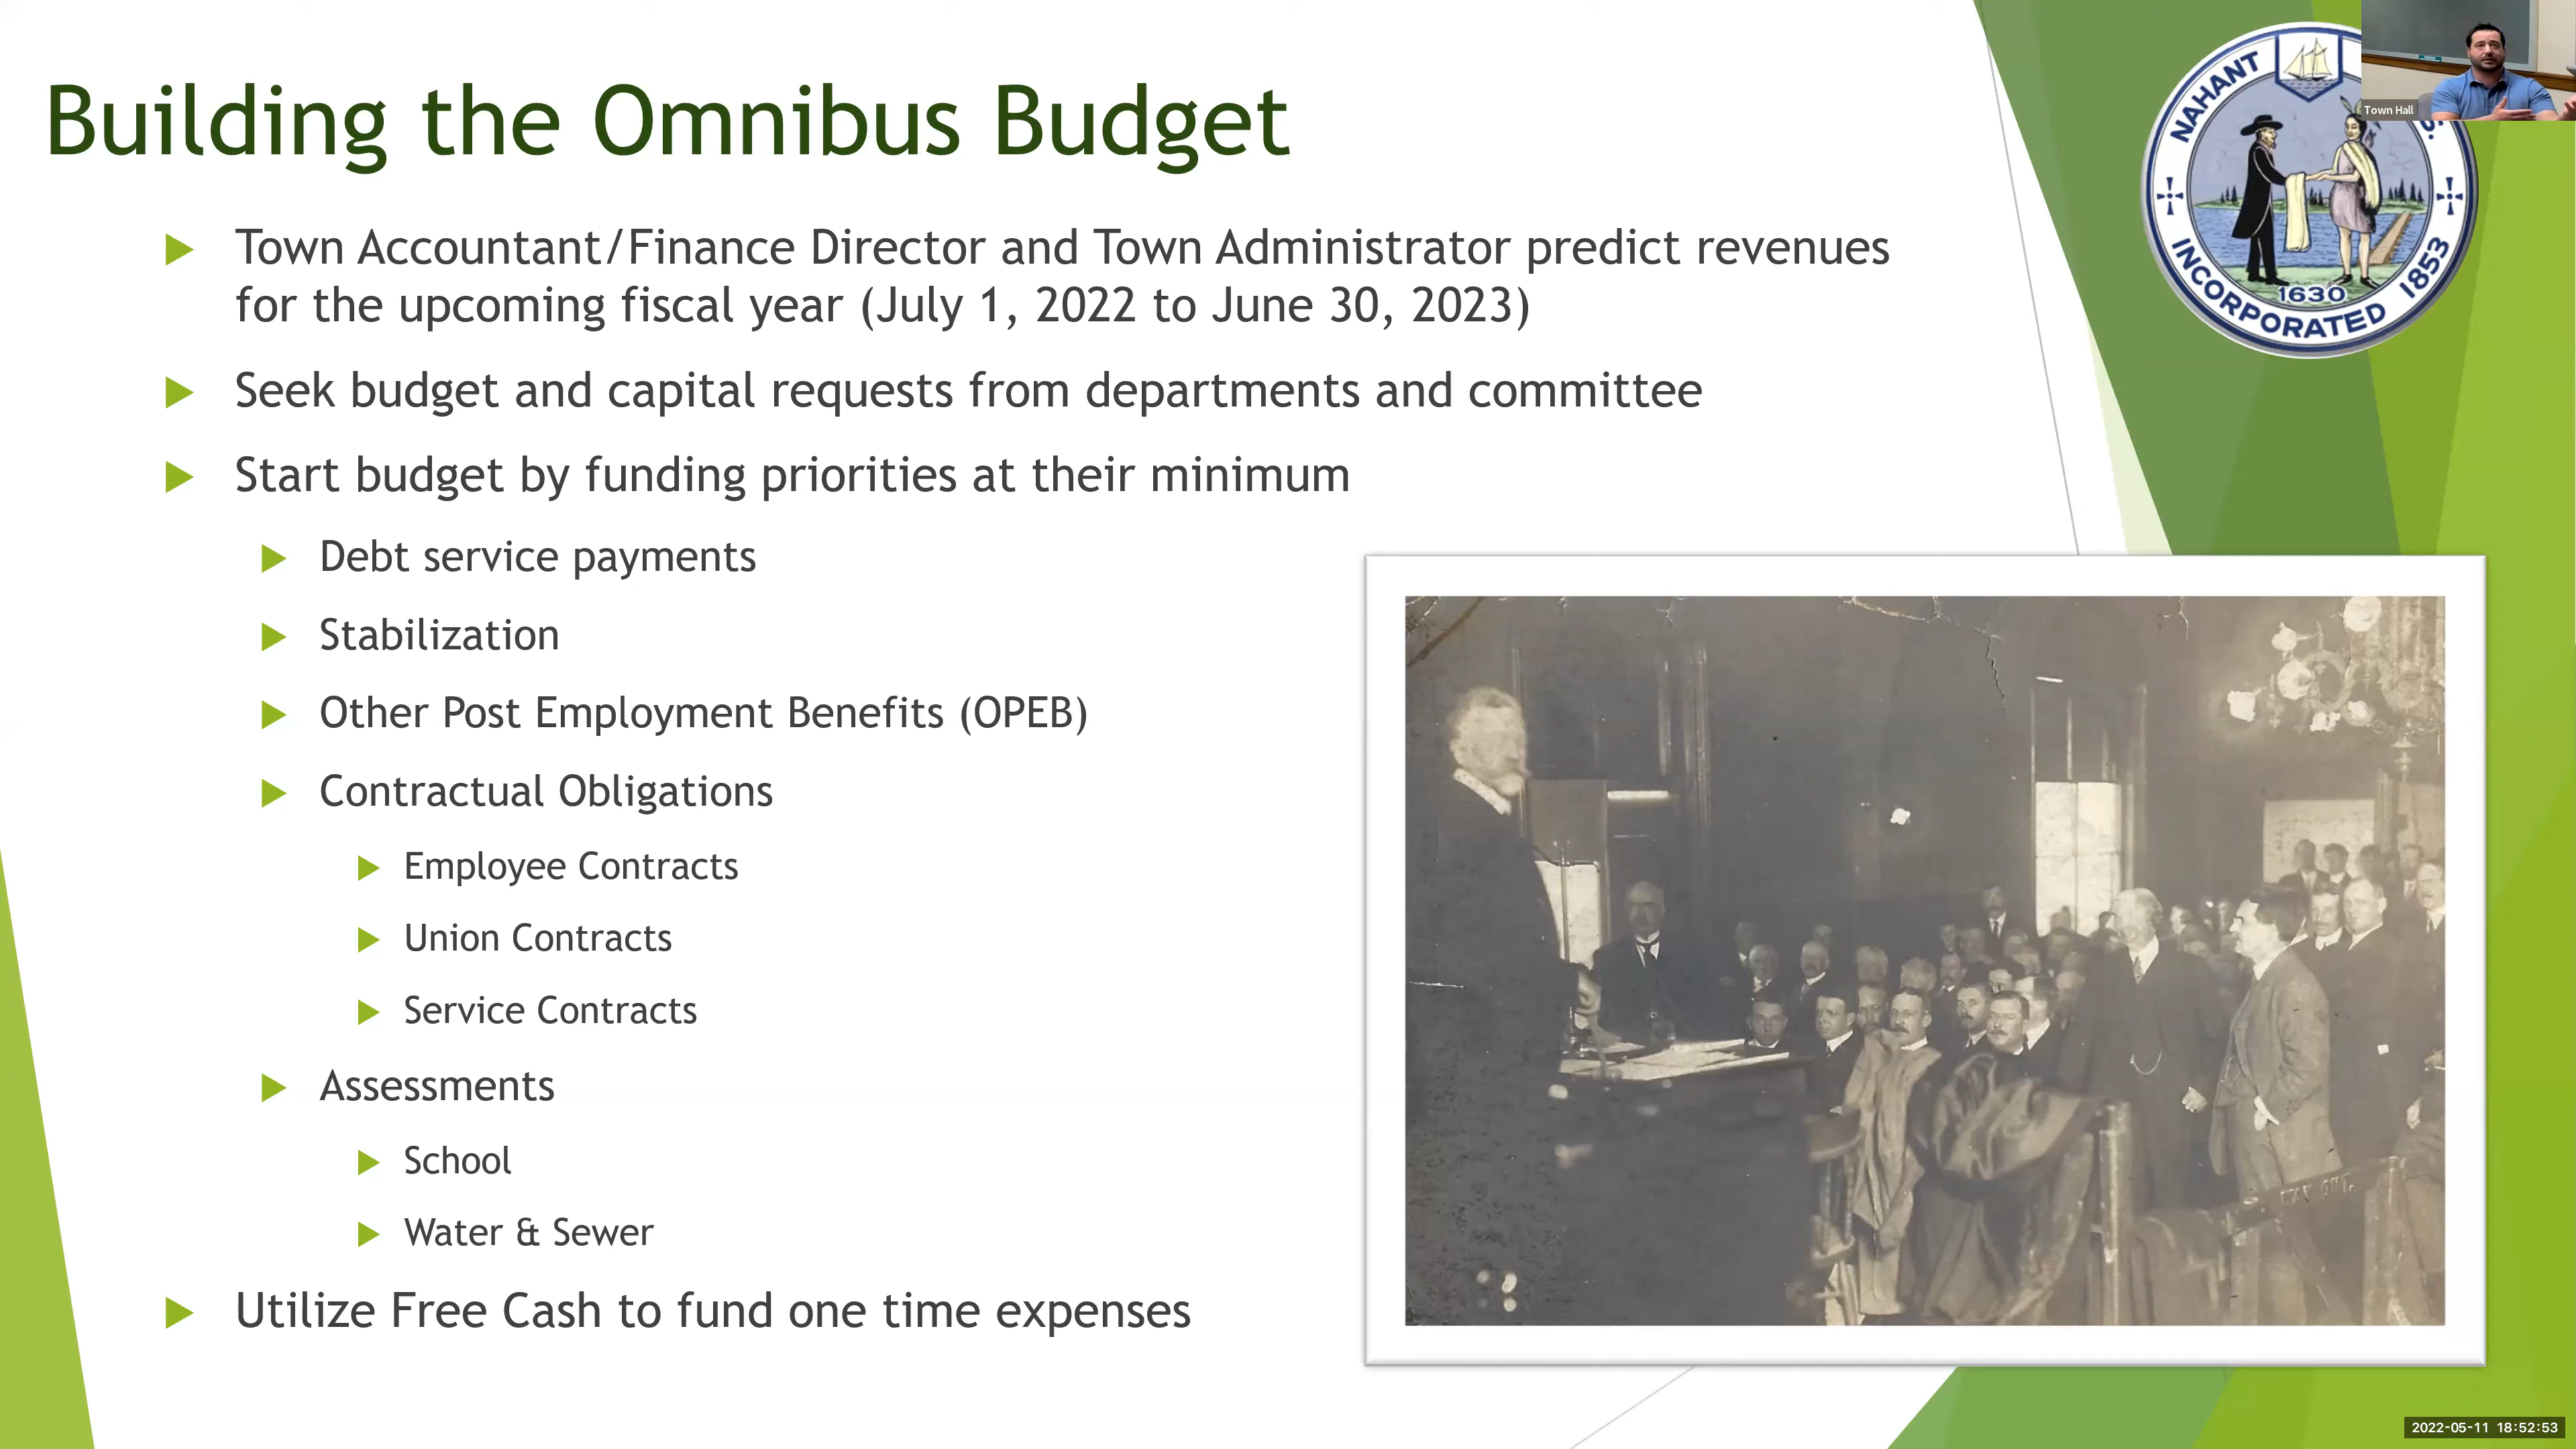 Building the Omnibus Budget
Town Accountant/Finance Director and Town Administrator predict revenues
for the upcoming fiscal year (July 1, 2022 to June 30, 2023)
Seek budget and capital requests from departments and committee
Start budget by funding priorities at their minimum
Debt service payments
Stabilization
Other Post Employment Benefits (OPEB)
Contractual Obligations
Employee Contracts
Union Contracts
Service Contracts
Assessments
School
Water & Sewer
Utilize Free Cash to fund one time expenses
NAHANT
1630
INCORPORATED 1853
Town Hall
2022-05-11 18:52:53